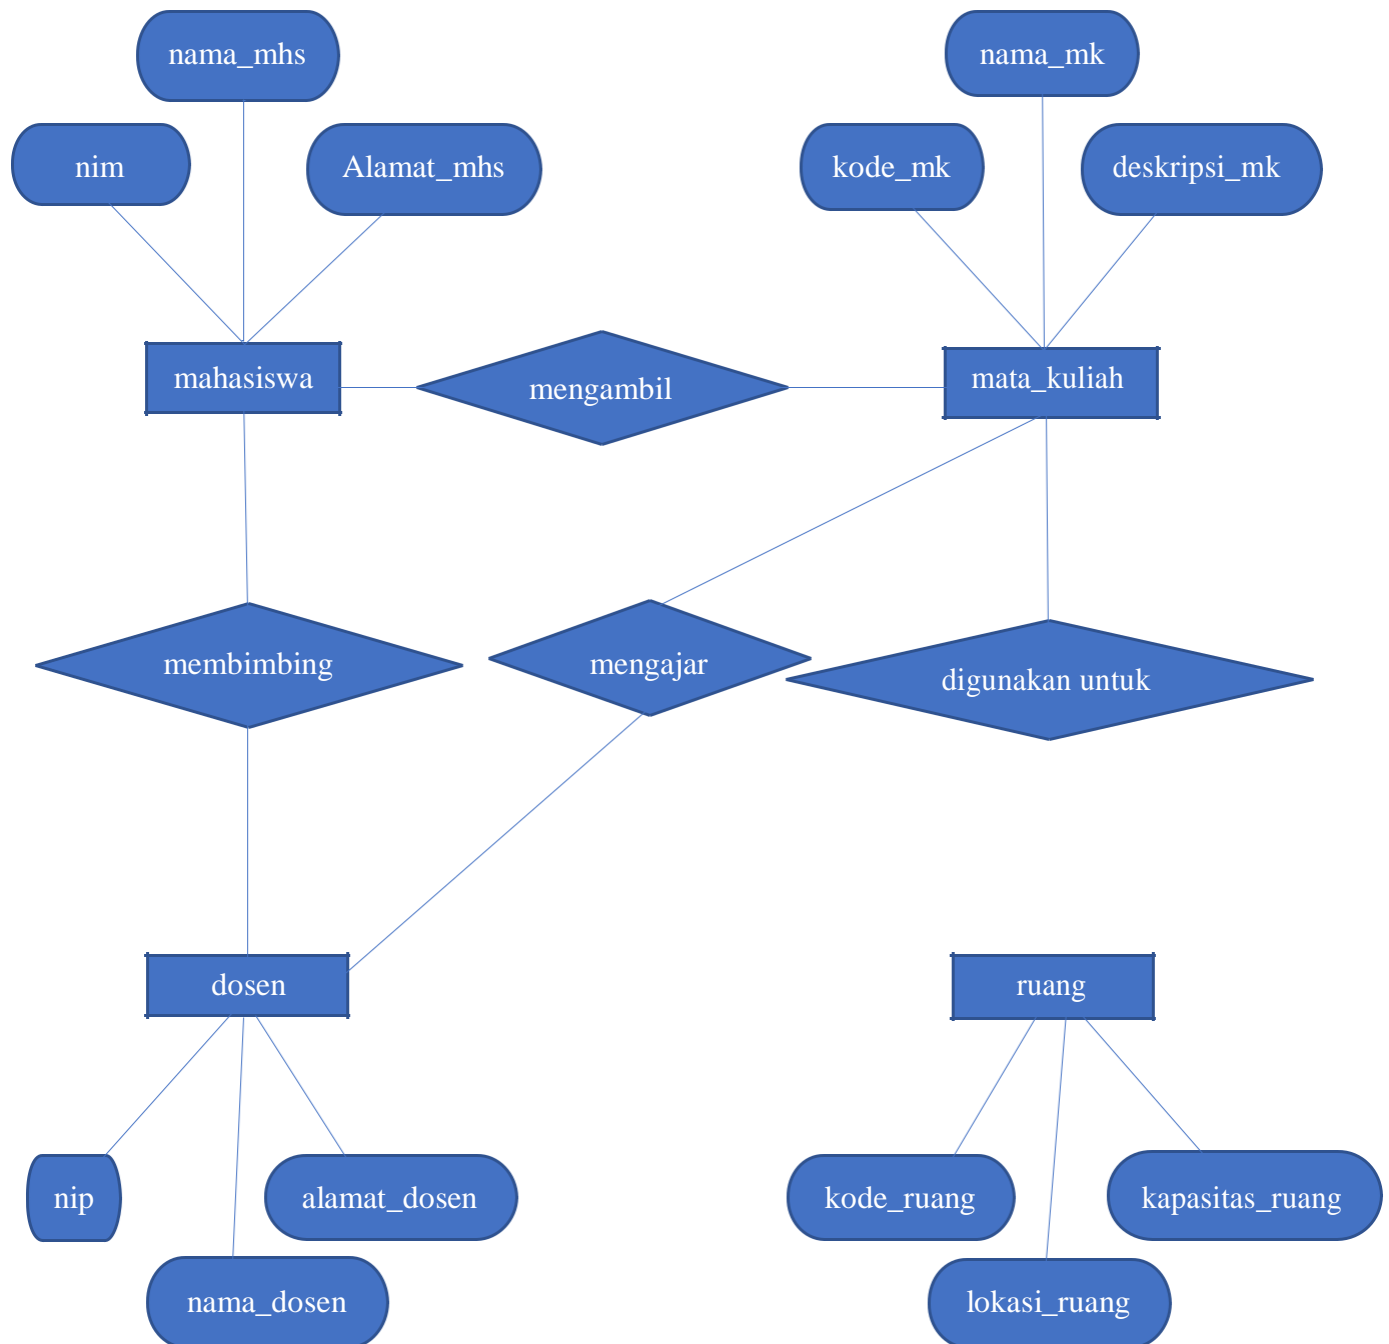 nama_mhs
nama_mk
nim
Alamat_mhs
kode_mk
deskripsi_mk
mahasiswa
mengambil
mata_kuliah
membimbing
mengajar
digunakan untuk
dosen
ruang
nip
alamat_dosen
kode_ruang
kapasitas_ruang
nama_dosen
lokasi_ruang